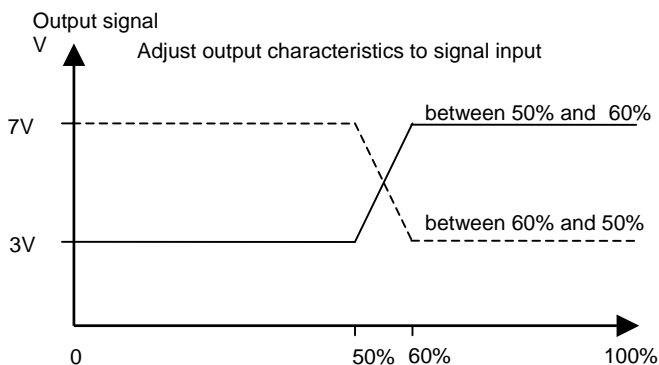 Output signal
V
Adjust output characteristics to signal input
7V
between 50% and 60%
between 60% and 50%
3V
0
50%
60%
100%